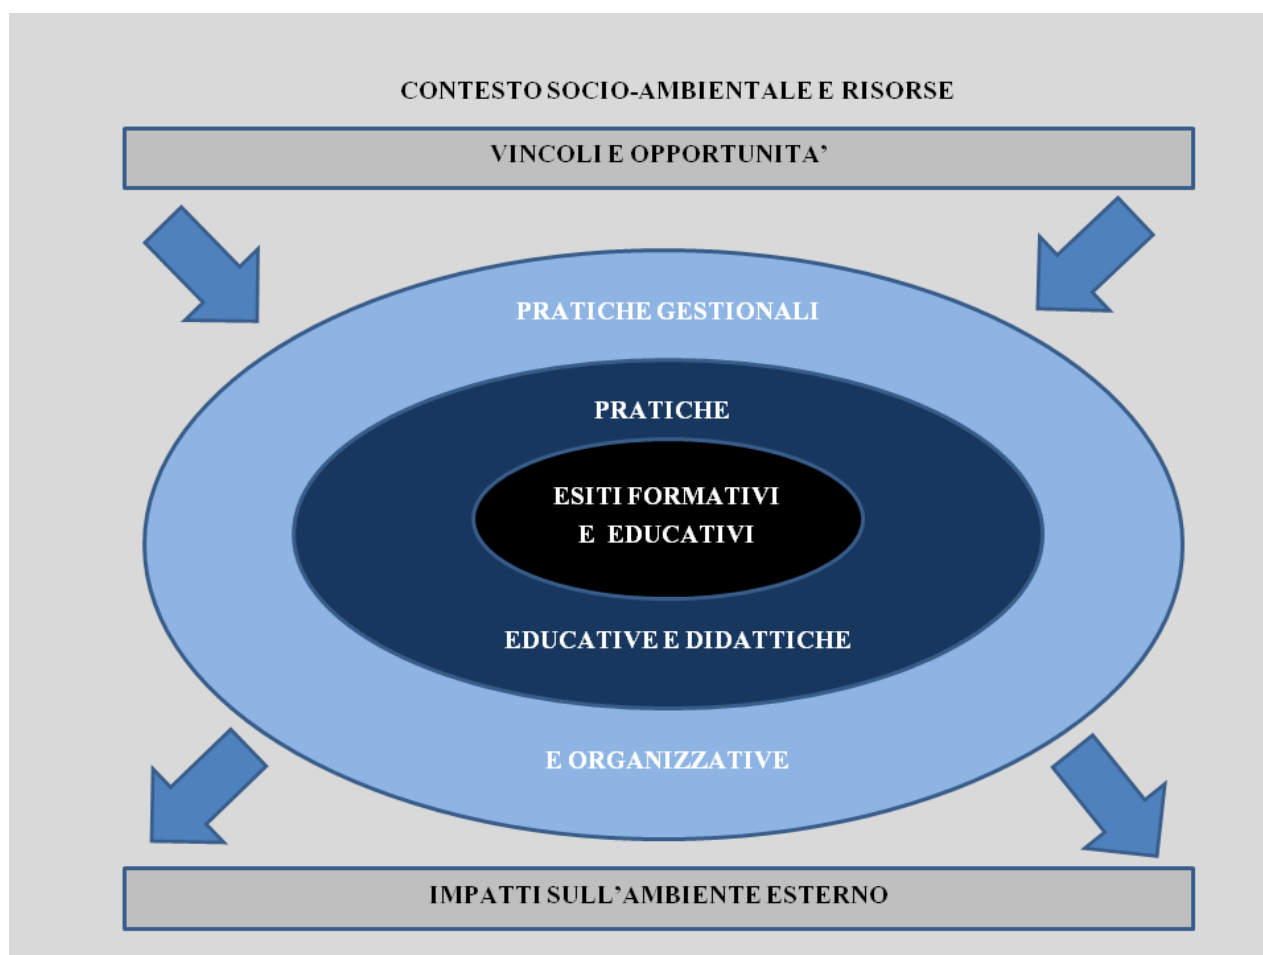 CONTESTO SOCIO-AMBIENTALE E RISORSE
VINCOLI E OPPORTUNITA’
PRATICHE GESTIONALI
PRATICHE
ESITI FORMATIVI
E EDUCATIVI
EDUCATIVE E DIDATTICHE
E ORGANIZZATIVE
IMPATTI SULL’AMBIENTE ESTERNO